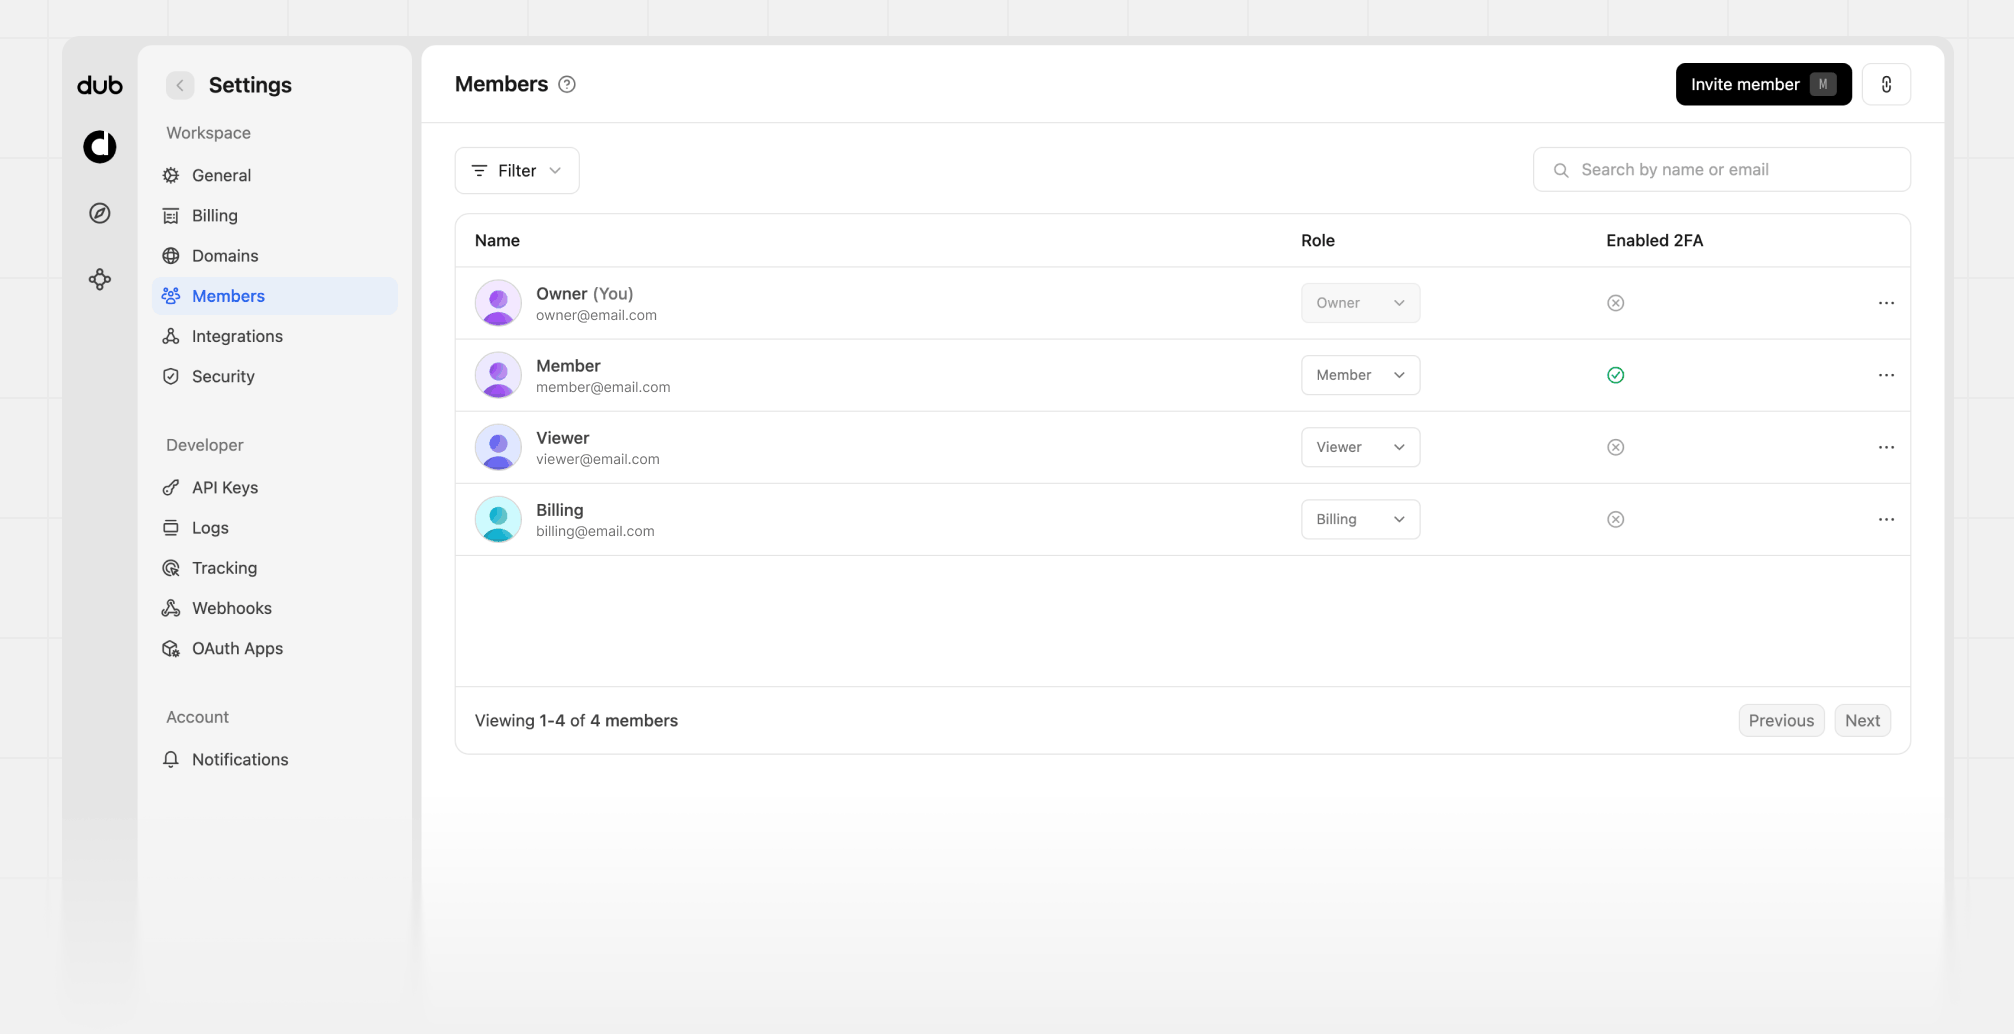 dub
Settings
Workspace
General
Billing
Domains
Members
Integrations
Security
Developer
API Keys
Logs
Tracking
Webhooks
OAuth Apps
Account
Notifications
Members
Invite member M
Filter
Search by name or email
Name Role Enabled 2FA
Owner (You)
owner@email.com
Owner
Member
member@email.com
Member
Viewer
viewer@email.com
Viewer
Billing
billing@email.com
Billing
Viewing 1-4 of 4 members
Previous Next